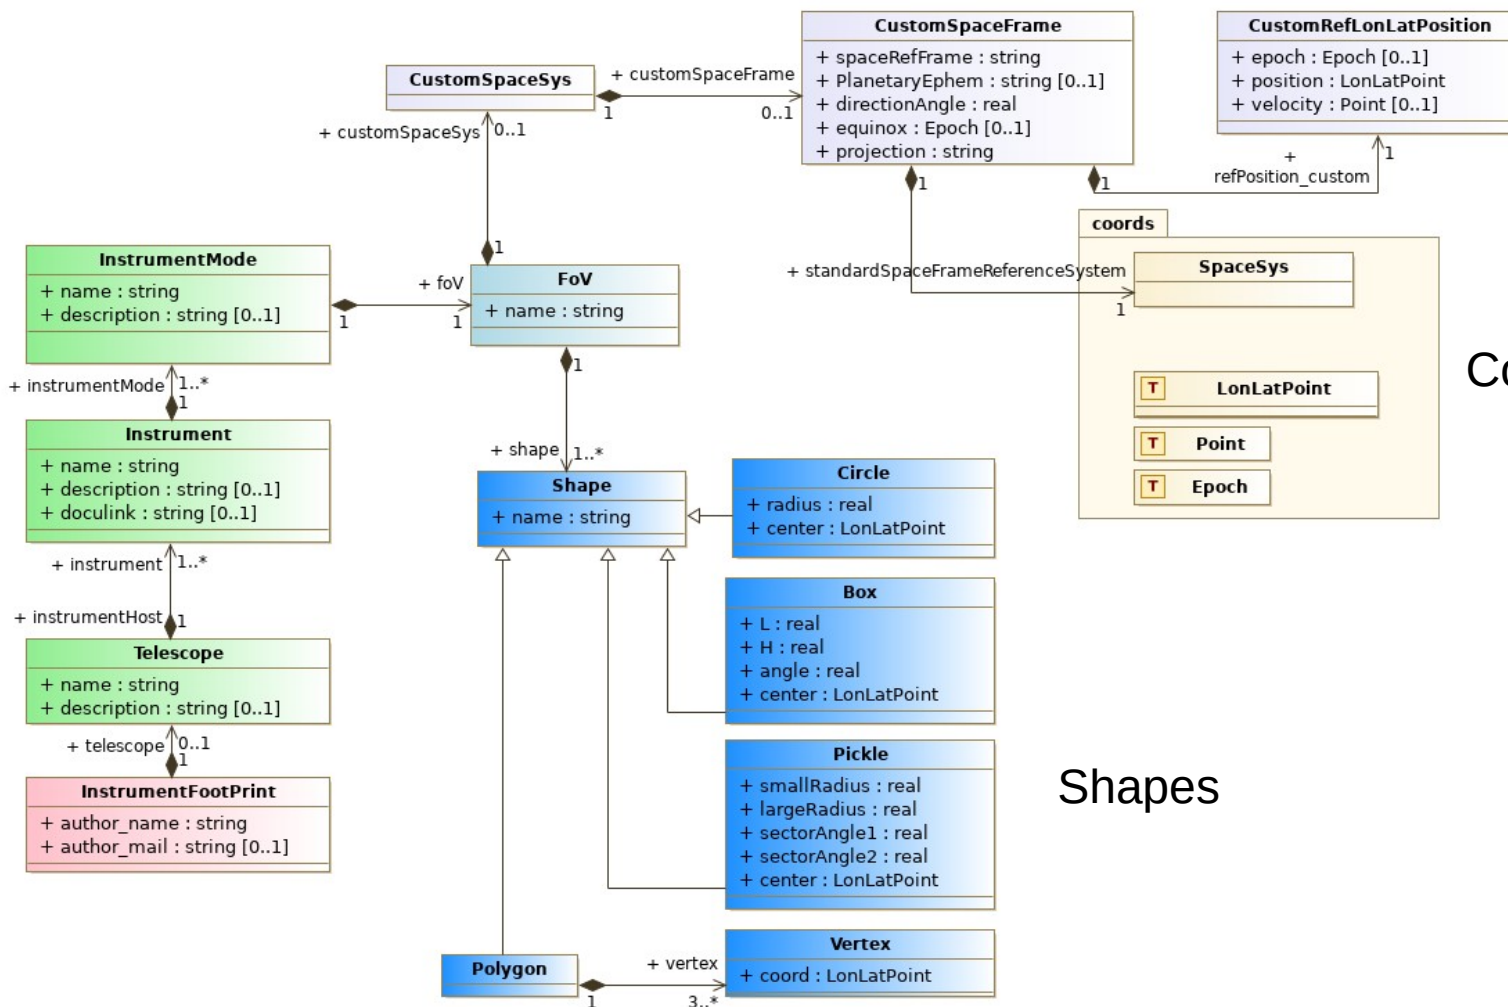 CustomSpaceFrame
+ spaceRefFrame : string
+ PlanetaryEphem : string [0..1]
+ directionAngle : real
+ equinox : Epoch [0..1]
+ projection : string
CustomRefLonLatPosition
+ epoch : Epoch [0..1]
+ position : LonLatPoint
+ velocity : Point [0..1]
CustomSpaceSys
+ customSpaceFrame
1
0..1
+ customSpaceSys
0..1
1
1
1
+
refPosition_custom
1
coords
SpaceSys
+ standardSpaceFrameReferenceSystem
1
T LonLatPoint
T Point
T Epoch
Co
InstrumentMode
+ name : string
+ description : string [0..1]
+ foV
1
1
FoV
+ name : string
1
+ instrumentMode
1..*
1
Instrument
+ name : string
+ description : string [0..1]
+ doculink : string [0..1]
+ shape
1..*
Shape
+ name : string
Circle
+ radius : real
+ center : LonLatPoint
+ instrument
1..*
+ instrumentHost
1
Box
+ L : real
+ H : real
+ angle : real
+ center : LonLatPoint
Telescope
+ name : string
+ description : string [0..1]
+ telescope
0..1
1
InstrumentFootPrint
+ author_name : string
+ author_mail : string [0..1]
Pickle
+ smallRadius : real
+ largeRadius : real
+ sectorAngle1 : real
+ sectorAngle2 : real
+ center : LonLatPoint
Shapes
Polygon
+ vertex
1
3..*
Vertex
+ coord : LonLatPoint